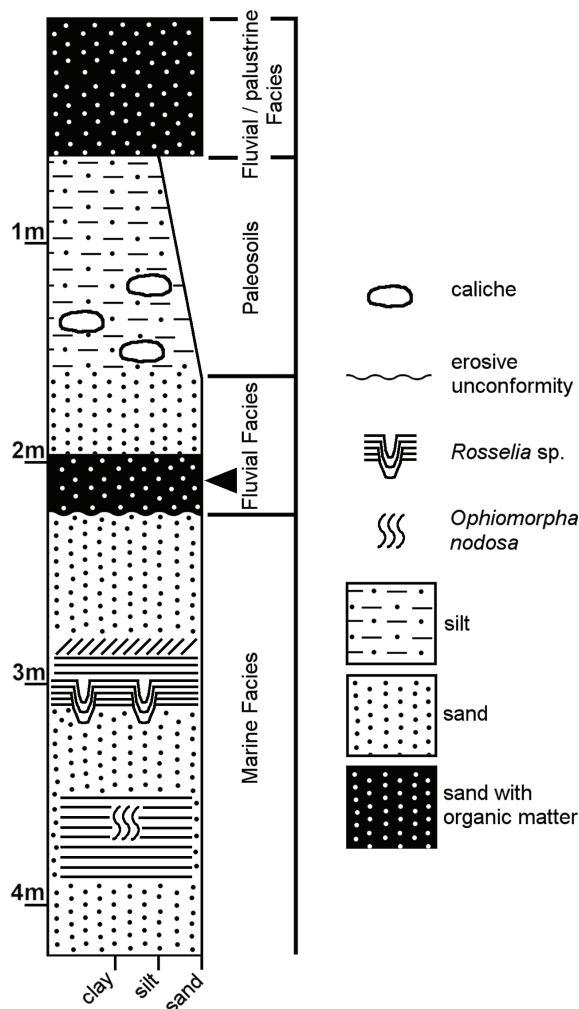 Fluvial / palustrine
Facies
1m
Paleosoils
2m
Fluvial Facies
3m
Marine Facies
4m
clay
silt
sand
caliche
erosive
unconformity
Rosselia sp.
Ophiomorpha
nodosa
silt
sand
sand with
organic matter